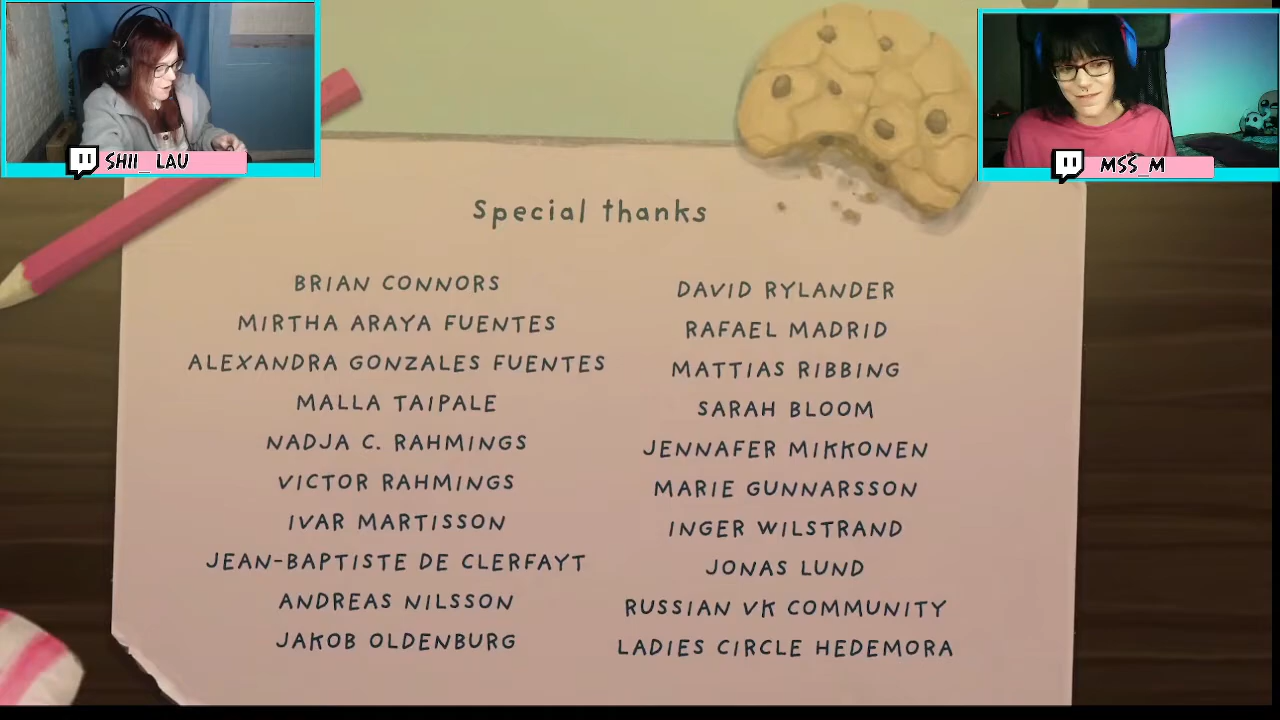 SHII_LAU
MSS_M
Special thanks
BRIAN CONNORS
MIRTHA ARAYA FUENTES
ALEXANDRA GONZALES FUENTES
MALLA TAIPALE
NADJA C. RAHMINGS
VICTOR RAHMINGS
IVAR MARTISSON
JEAN-BAPTISTE DE CLERFAYT
ANDREAS NILSSON
JAKOB OLDENBURG
DAVID RYLANDER
RAFAEL MADRID
MATTIAS RIBBING
SARAH BLOOM
JENNAFER MIKKONEN
MARIE GUNNARSSON
INGER WILSTRAND
JONAS LUND
RUSSIAN VK COMMUNITY
LADIES CIRCLE HEDEMORA